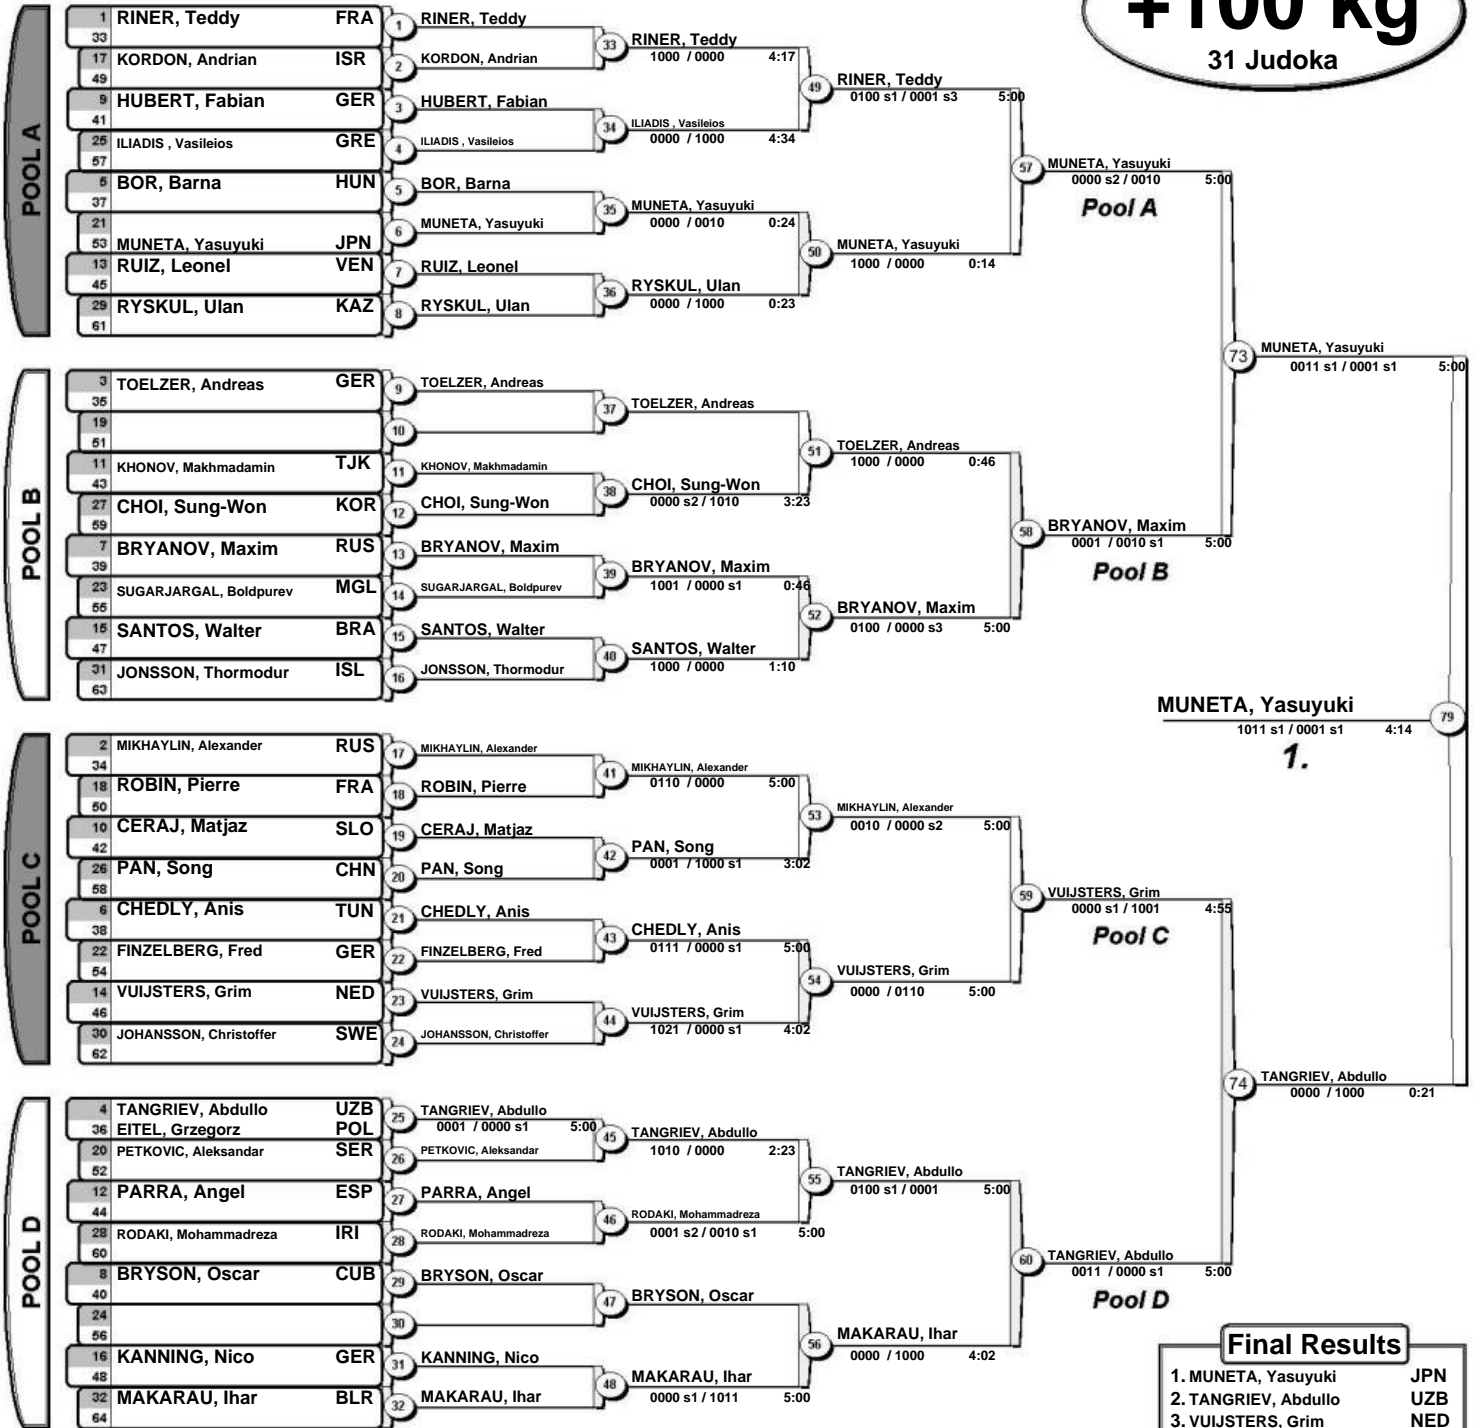 +100 kg
31 Judoka
POOL A
1 RINER, Teddy FRA
33
17 KORDON, Andrian ISR
49
9 HUBERT, Fabian GER
41
25 ILIADIS , Vasileios GRE
57
5 BOR, Barna HUN
37
21
53 MUNETA, Yasuyuki JPN
13 RUIZ, Leonel VEN
45
29 RYSKUL, Ulan KAZ
61
1 RINER, Teddy
2 KORDON, Andrian
3 HUBERT, Fabian
4 ILIADIS , Vasileios
5 BOR, Barna
6 MUNETA, Yasuyuki
7 RUIZ, Leonel
8 RYSKUL, Ulan
33 RINER, Teddy
1000 / 0000 4:17
34 ILIADIS , Vasileios
0000 / 1000 4:34
35 MUNETA, Yasuyuki
0000 / 0010 0:24
36 RYSKUL, Ulan
0000 / 1000 0:23
49 RINER, Teddy
0100 s1 / 0001 s3 5:00
50 MUNETA, Yasuyuki
1000 / 0000 0:14
57 MUNETA, Yasuyuki
0000 s2 / 0010 5:00
Pool A
POOL B
3 TOELZER, Andreas GER
35
19
51
11 KHONOV, Makhmadamin TJK
43
27 CHOI, Sung-Won KOR
59
7 BRYANOV, Maxim RUS
39
23 SUGARJARGAL, Boldpurev MGL
55
15 SANTOS, Walter BRA
47
31 JONSSON, Thormodur ISL
63
9 TOELZER, Andreas
10
11 KHONOV, Makhmadamin
12 CHOI, Sung-Won
13 BRYANOV, Maxim
14 SUGARJARGAL, Boldpurev
15 SANTOS, Walter
16 JONSSON, Thormodur
37 TOELZER, Andreas
38 CHOI, Sung-Won
0000 s2 / 1010 3:23
39 BRYANOV, Maxim
1001 / 0000 s1 0:46
40 SANTOS, Walter
1000 / 0000 1:10
51 TOELZER, Andreas
1000 / 0000 0:46
52 BRYANOV, Maxim
0100 / 0000 s3 5:00
58 BRYANOV, Maxim
0001 / 0010 s1 5:00
Pool B
73 MUNETA, Yasuyuki
0011 s1 / 0001 s1 5:00
MUNETA, Yasuyuki 79
1011 s1 / 0001 s1 4:14
1.
POOL C
2 MIKHAYLIN, Alexander RUS
34
18 ROBIN, Pierre FRA
50
10 CERAJ, Matjaz SLO
42
26 PAN, Song CHN
58
6 CHEDLY, Anis TUN
38
22 FINZELBERG, Fred GER
54
14 VUIJSTERS, Grim NED
46
30 JOHANSSON, Christoffer SWE
62
17 MIKHAYLIN, Alexander
18 ROBIN, Pierre
19 CERAJ, Matjaz
20 PAN, Song
21 CHEDLY, Anis
22 FINZELBERG, Fred
23 VUIJSTERS, Grim
24 JOHANSSON, Christoffer
41 MIKHAYLIN, Alexander
0110 / 0000 5:00
42 PAN, Song
0001 / 1000 s1 3:02
43 CHEDLY, Anis
0111 / 0000 s1 5:00
44 VUIJSTERS, Grim
1021 / 0000 s1 4:02
53 MIKHAYLIN, Alexander
0010 / 0000 s2 5:00
54 VUIJSTERS, Grim
0000 / 0110 5:00
59 VUIJSTERS, Grim
0000 s1 / 1001 4:55
Pool C
POOL D
4 TANGRIEV, Abdullo UZB
36 EITEL, Grzegorz POL
20 PETKOVIC, Aleksandar SER
52
12 PARRA, Angel ESP
44
28 RODAKI, Mohammadreza IRI
60
8 BRYSON, Oscar CUB
40
24
56
16 KANNING, Nico GER
48
32 MAKARAU, Ihar BLR
64
25 TANGRIEV, Abdullo
0001 / 0000 s1 5:00
26 PETKOVIC, Aleksandar
27 PARRA, Angel
28 RODAKI, Mohammadreza
29 BRYSON, Oscar
30
31 KANNING, Nico
32 MAKARAU, Ihar
45 TANGRIEV, Abdullo
1010 / 0000 2:23
46 RODAKI, Mohammadreza
0001 s2 / 0010 s1 5:00
47 BRYSON, Oscar
48 MAKARAU, Ihar
0000 s1 / 1011 5:00
55 TANGRIEV, Abdullo
0100 s1 / 0001 5:00
56 MAKARAU, Ihar
0000 / 1000 4:02
60 TANGRIEV, Abdullo
0011 / 0000 s1 5:00
Pool D
74 TANGRIEV, Abdullo
0000 / 1000 0:21
Final Results
1. MUNETA, Yasuyuki JPN
2. TANGRIEV, Abdullo UZB
3. VUIJSTERS, Grim NED